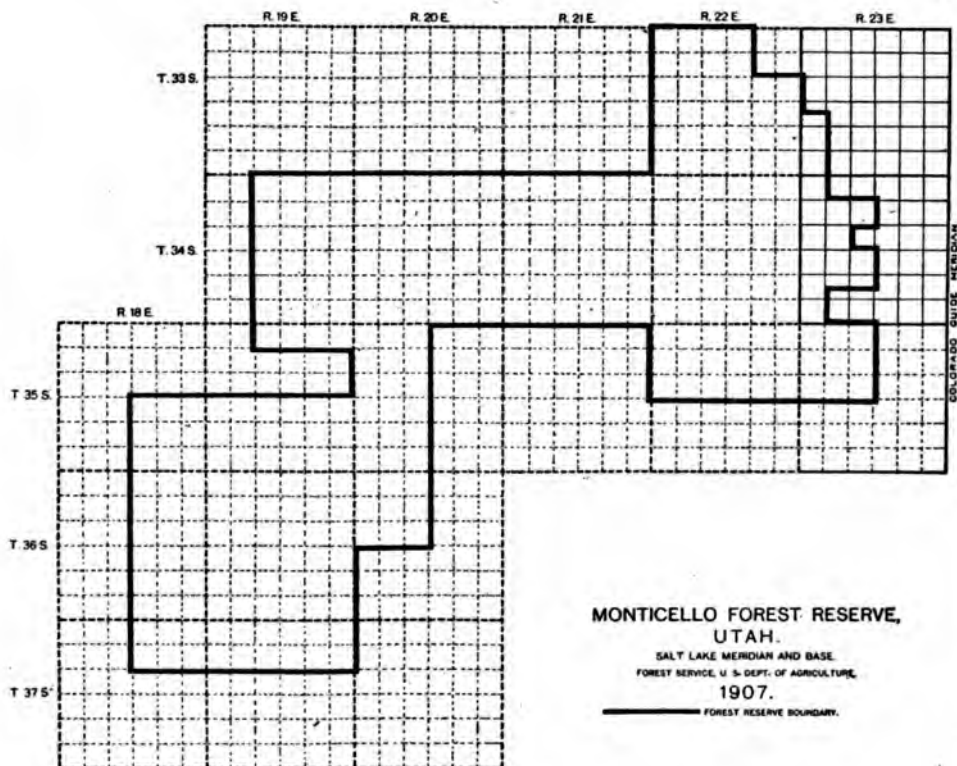 R. 19 E.
R. 20 E.
R. 21 E.
R. 22 E.
R. 23 E.
T. 33 S.
T. 34 S.
COLORADO GUIDE MERIDIAN
R. 18 E.
T 35 S.
T. 36 S.
T 37 S
MONTICELLO FOREST RESERVE,
UTAH.
SALT LAKE MERIDIAN AND BASE.
FOREST SERVICE, U. S. DEPT. OF AGRICULTURE,
1907.
FOREST RESERVE BOUNDARY.